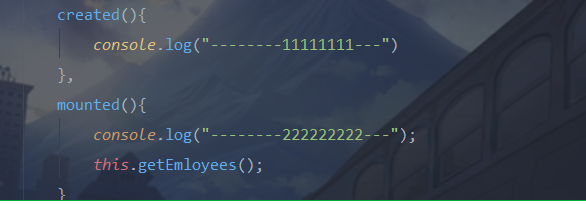 created(){
console.log("--------11111111---")
},
mounted(){
console.log("--------222222222---");
this.getEmloyees();
}